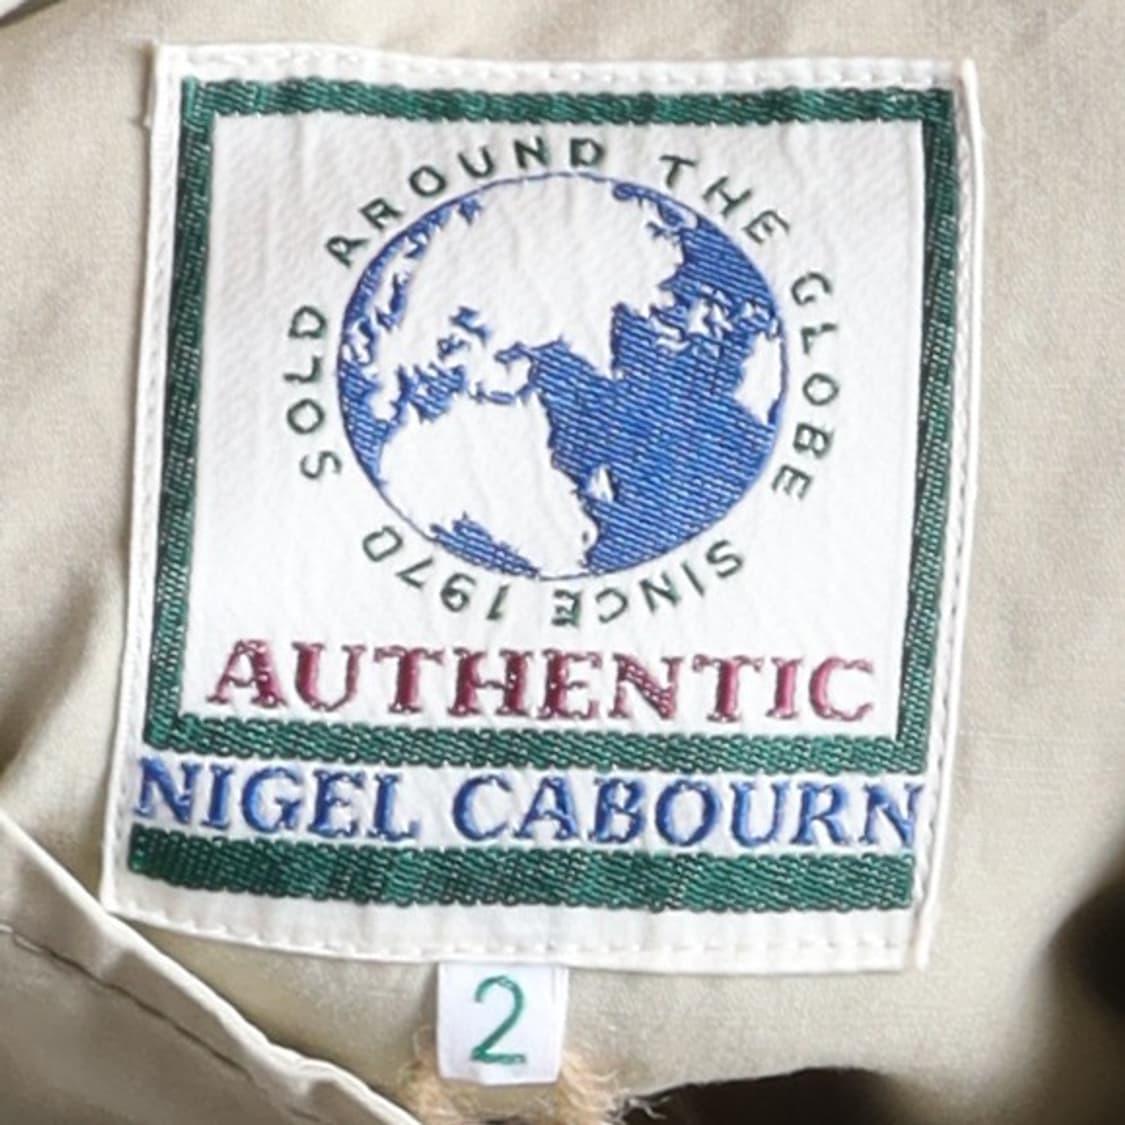 SOLD AROUND THE GLOBE SINCE 1970
AUTHENTIC
NIGEL CABOURN
2